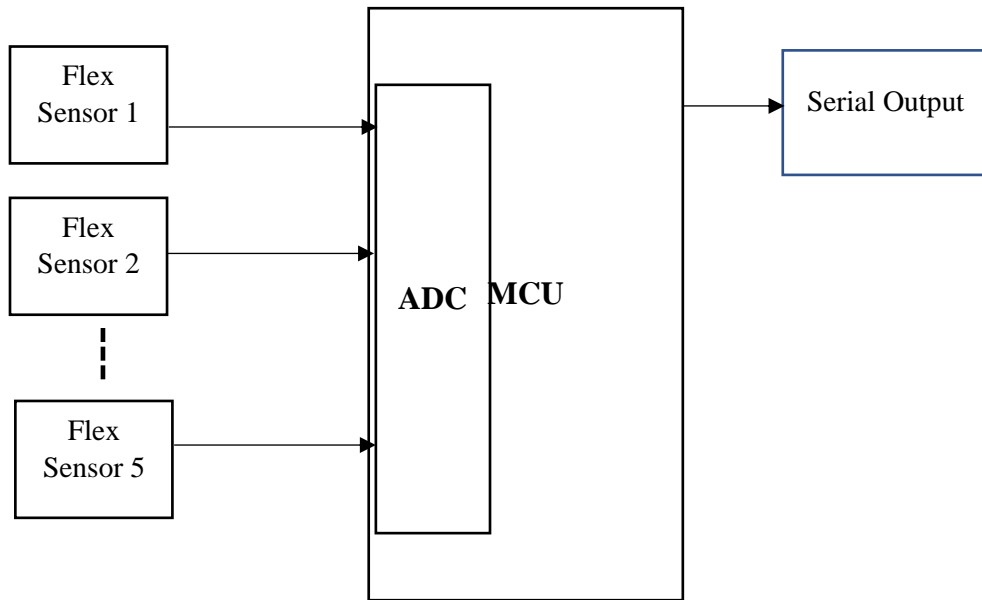 Flex
Sensor 1
Flex
Sensor 2
Flex
Sensor 5
ADC
MCU
Serial Output